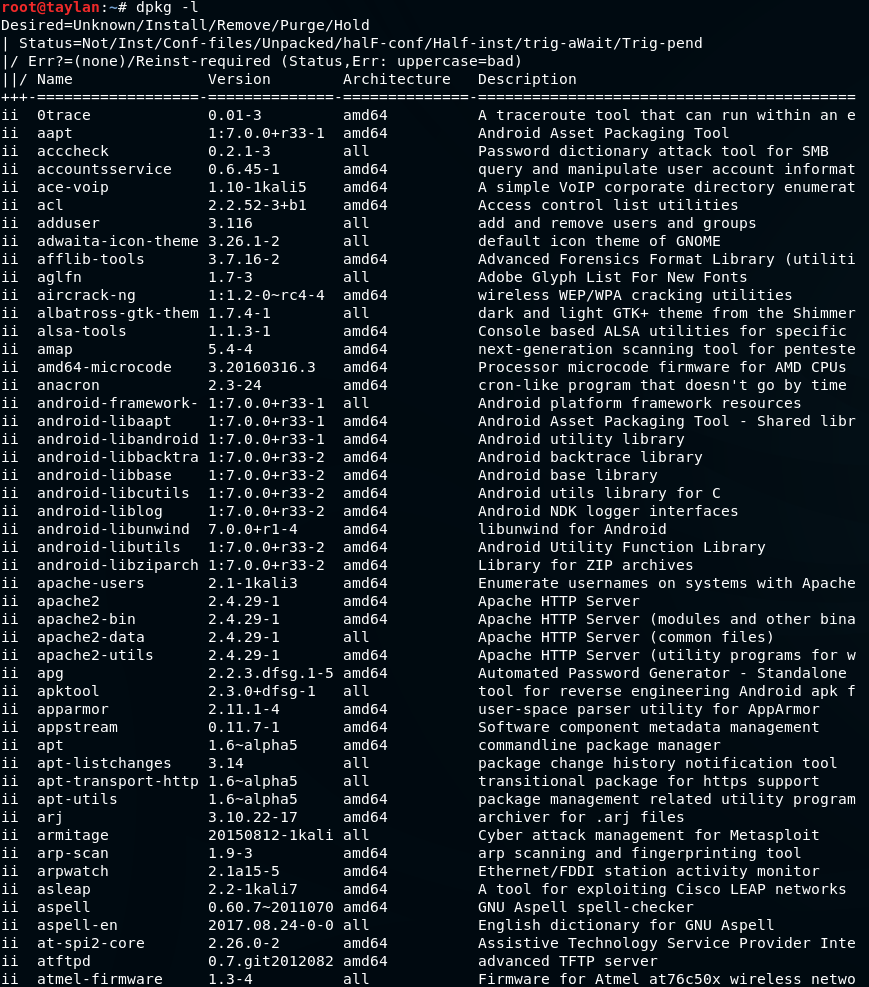 root@taylan:~# dpkg -l
Desired=Unknown/Install/Remove/Purge/Hold
| Status=Not/Inst/Conf-files/Unpacked/halF-conf/Half-inst/trig-aWait/Trig-pend
|/ Err?=(none)/Reinst-required (Status,Err: uppercase=bad)
||/ Name               Version        Architecture   Description
+++-==================-==============-==============-==========================================
ii  0trace             0.01-3         amd64          A traceroute tool that can run within an e
ii  aapt               1:7.0.0+r33-1  amd64          Android Asset Packaging Tool
ii  acccheck           0.2.1-3        all            Password dictionary attack tool for SMB
ii  accountsservice    0.6.45-1       amd64          query and manipulate user account informat
ii  ace-voip           1.10-1kali5    amd64          A simple VoIP corporate directory enumerat
ii  acl                2.2.52-3+b1    amd64          Access control list utilities
ii  adduser            3.116          all            add and remove users and groups
ii  adwaita-icon-theme 3.26.1-2       all            default icon theme of GNOME
ii  afflib-tools       3.7.16-2       amd64          Advanced Forensics Format Library (utiliti
ii  aglfn              1.7-3          all            Adobe Glyph List For New Fonts
ii  aircrack-ng        1:1.2-0~rc4-4  amd64          wireless WEP/WPA cracking utilities
ii  albatross-gtk-them 1.7.4-1        all            dark and light GTK+ theme from the Shimmer
ii  alsa-tools         1.1.3-1        amd64          Console based ALSA utilities for specific
ii  amap               5.4-4          amd64          next-generation scanning tool for penteste
ii  amd64-microcode    3.20160316.3   amd64          Processor microcode firmware for AMD CPUs
ii  anacron            2.3-24         amd64          cron-like program that doesn't go by time
ii  android-framework- 1:7.0.0+r33-1  all            Android platform framework resources
ii  android-libaapt    1:7.0.0+r33-1  amd64          Android Asset Packaging Tool - Shared libr
ii  android-libandroid 1:7.0.0+r33-1  amd64          Android utility library
ii  android-libbacktra 1:7.0.0+r33-2  amd64          Android backtrace library
ii  android-libbase    1:7.0.0+r33-2  amd64          Android base library
ii  android-libcutils  1:7.0.0+r33-2  amd64          Android utils library for C
ii  android-liblog     1:7.0.0+r33-2  amd64          Android NDK logger interfaces
ii  android-libunwind  7.0.0+r1-4     amd64          libunwind for Android
ii  android-libutils   1:7.0.0+r33-2  amd64          Android Utility Function Library
ii  android-libziparch 1:7.0.0+r33-2  amd64          Library for ZIP archives
ii  apache-users       2.1-1kali3     amd64          Enumerate usernames on systems with Apache
ii  apache2            2.4.29-1       amd64          Apache HTTP Server
ii  apache2-bin        2.4.29-1       amd64          Apache HTTP Server (modules and other bina
ii  apache2-data       2.4.29-1       all            Apache HTTP Server (common files)
ii  apache2-utils      2.4.29-1       amd64          Apache HTTP Server (utility programs for w
ii  apg                2.2.3.dfsg.1-5 amd64          Automated Password Generator - Standalone
ii  apktool            2.3.0+dfsg-1   all            tool for reverse engineering Android apk f
ii  apparmor           2.11.1-4       amd64          user-space parser utility for AppArmor
ii  appstream          0.11.7-1       amd64          Software component metadata management
ii  apt                1.6~alpha5     amd64          commandline package manager
ii  apt-listchanges    3.14           all            package change history notification tool
ii  apt-transport-http 1.6~alpha5     all            transitional package for https support
ii  apt-utils          1.6~alpha5     amd64          package management related utility program
ii  arj                3.10.22-17     amd64          archiver for .arj files
ii  armitage           20150812-1kali all            Cyber attack management for Metasploit
ii  arp-scan           1.9-3          amd64          arp scanning and fingerprinting tool
ii  arpwatch           2.1a15-5       amd64          Ethernet/FDDI station activity monitor
ii  asleap             2.2-1kali7     amd64          A tool for exploiting Cisco LEAP networks
ii  aspell             0.60.7~2011070 amd64          GNU Aspell spell-checker
ii  aspell-en          2017.08.24-0-0 all            English dictionary for GNU Aspell
ii  at-spi2-core       2.26.0-2       amd64          Assistive Technology Service Provider Inte
ii  atftpd             0.7.git2012082 amd64          advanced TFTP server
ii  atmel-firmware     1.3-4          all            Firmware for Atmel at76c50x wireless netwo